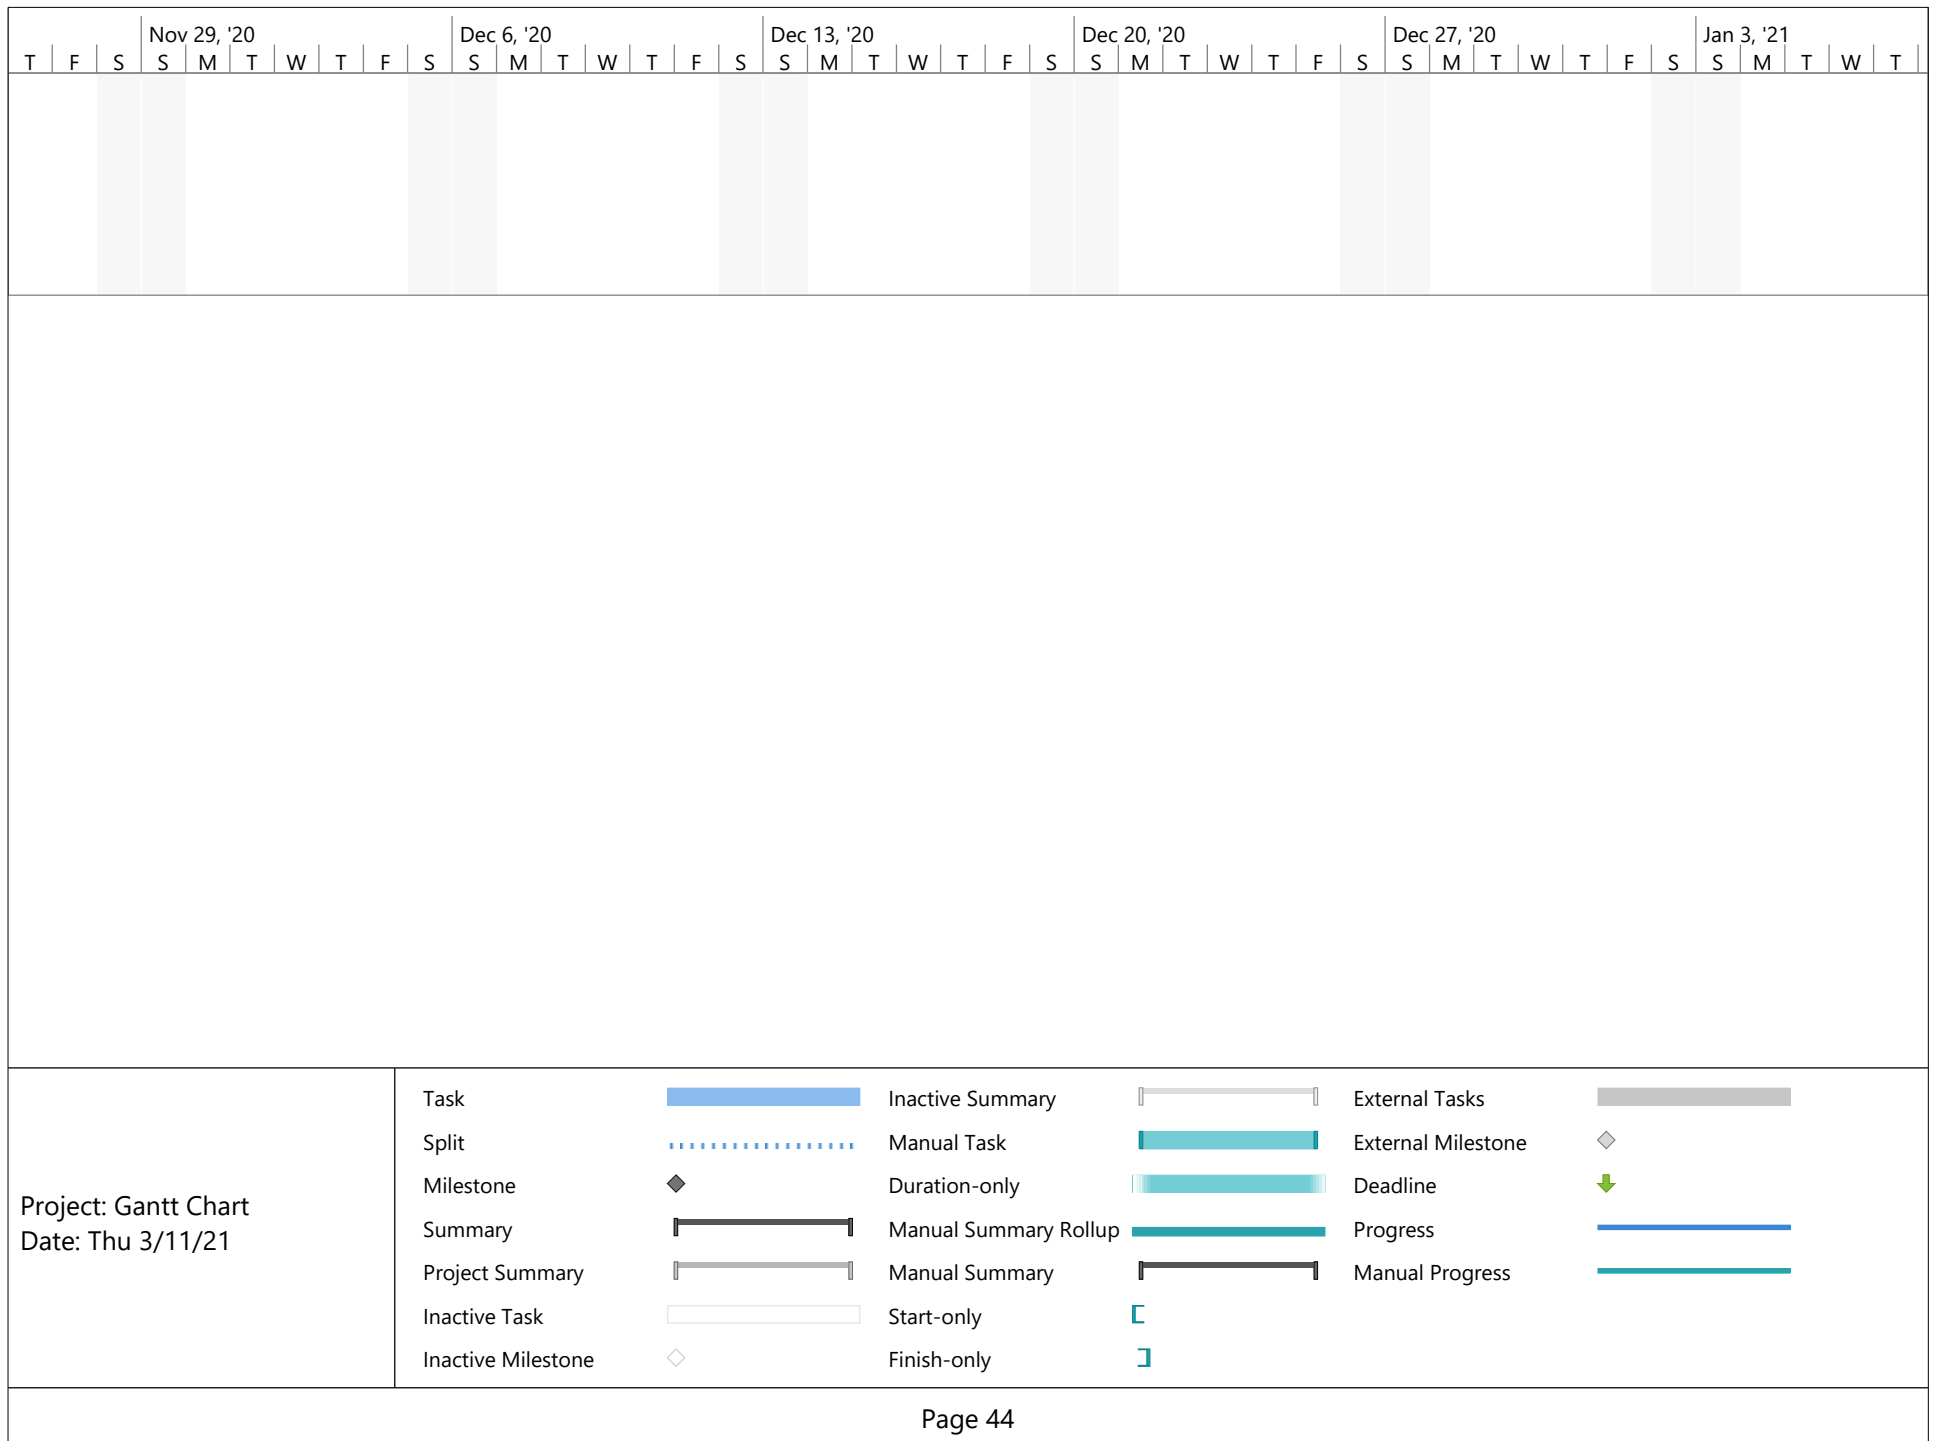 Nov 29, '20 Dec 6, '20 Dec 13, '20 Dec 20, '20 Dec 27, '20 Jan 3, '21
T F S S M T W T F S S M T W T F S S M T W T F S S M T W T F S S M T W T F S S M T W T
Task Inactive Summary External Tasks
Split Manual Task External Milestone
Milestone Duration-only Deadline
Project: Gantt Chart
Date: Thu 3/11/21
Summary Manual Summary Rollup Progress
Project Summary Manual Summary Manual Progress
Inactive Task Start-only
Inactive Milestone Finish-only
Page 44